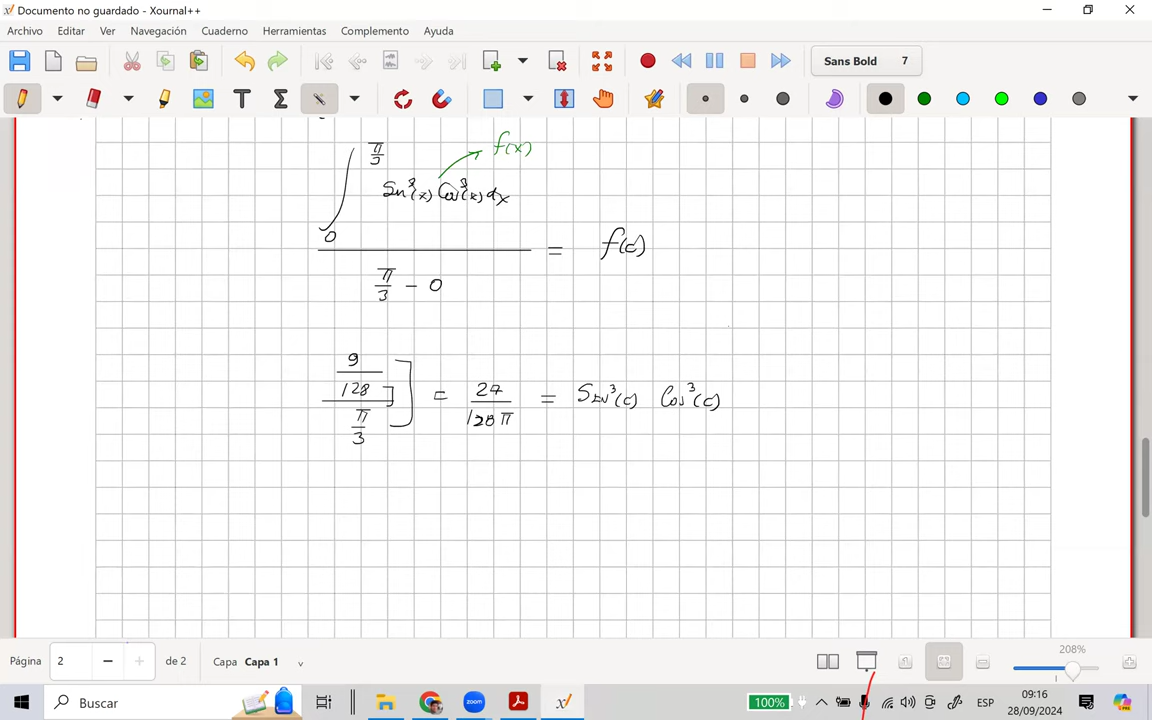 Documento no guardado - Xournal++
Archivo Editar Ver Navegación Cuaderno Herramientas Complemento Ayuda
Sans Bold 7
π/3
f(x)
∫ Sen³(x) Cos³(x) dx
0
= f(c)
π/3 - 0
9/128
π/3
= 27/128π = Sen³(c) Cos³(c)
Página 2 de 2 Capa Capa 1
208%
Buscar
100%
ESP
09:16
28/09/2024